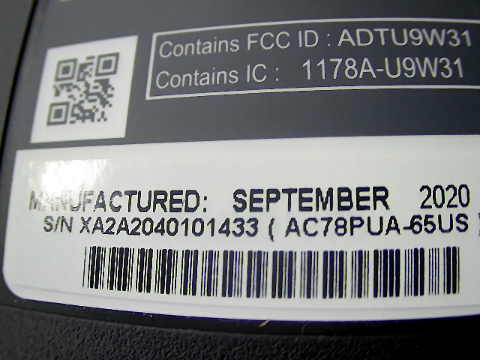 Contains FCC ID : ADTU9W31
Contains IC : 1178A-U9W31
MANUFACTURED: SEPTEMBER 2020
S/N XA2A2040101433 ( AC78PUA-65US )